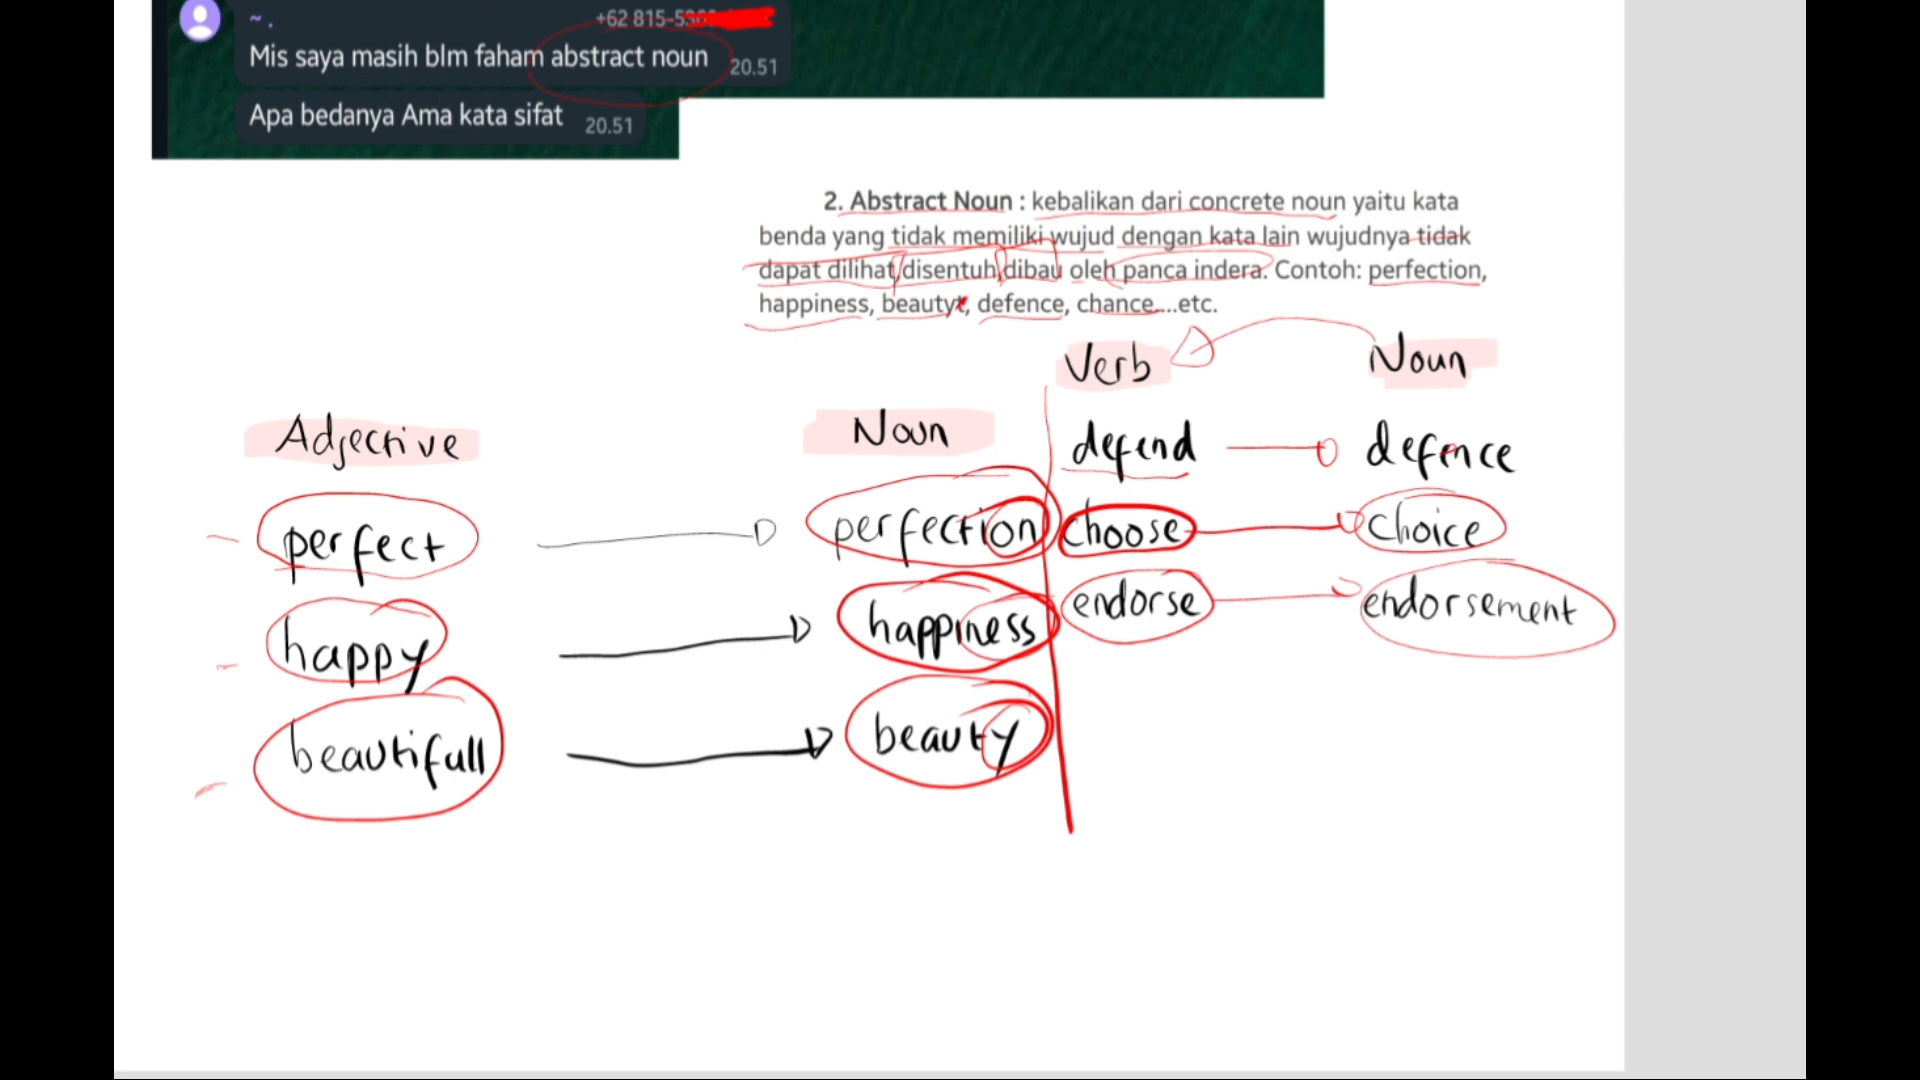 ~ .
+62 815-5
Mis saya masih blm faham abstract noun 20.51
Apa bedanya Ama kata sifat 20.51
2. Abstract Noun : kebalikan dari concrete noun yaitu kata
benda yang tidak memiliki wujud dengan kata lain wujudnya tidak
dapat dilihat, disentuh, dibau oleh panca indera. Contoh: perfection,
happiness, beauty, defence, chance....etc.
Verb Noun
Adjective Noun
defend defence
perfect perfection choose choice
happy happiness endorse endorsement
beautifull beauty